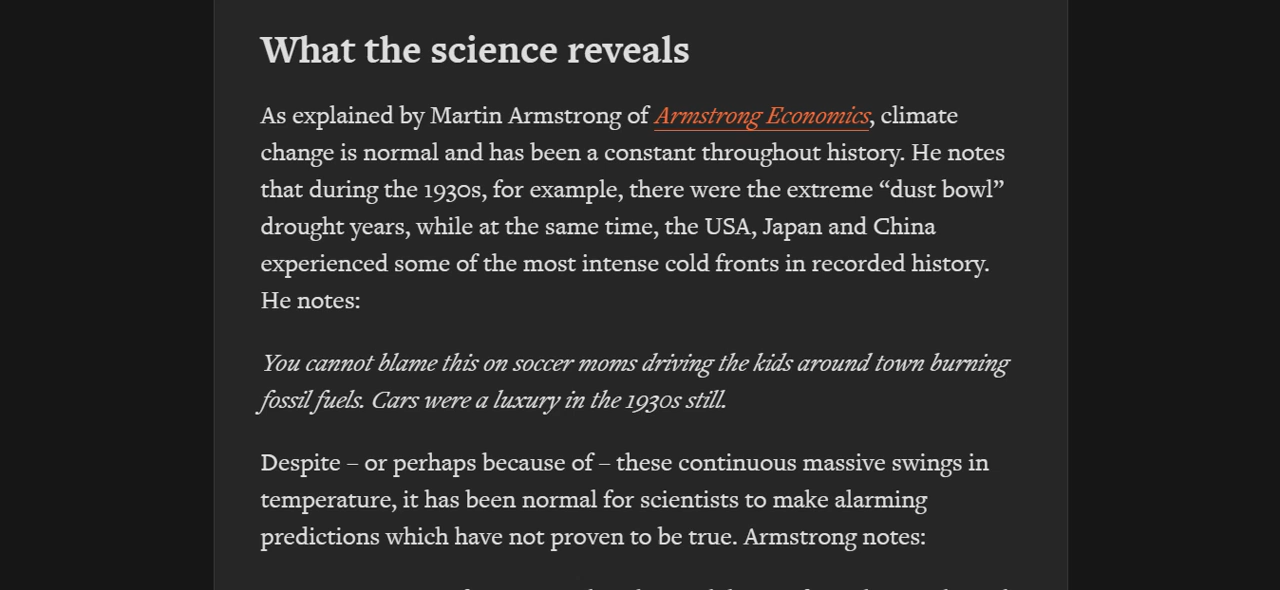 What the science reveals
As explained by Martin Armstrong of Armstrong Economics, climate
change is normal and has been a constant throughout history. He notes
that during the 1930s, for example, there were the extreme “dust bowl”
drought years, while at the same time, the USA, Japan and China
experienced some of the most intense cold fronts in recorded history.
He notes:
You cannot blame this on soccer moms driving the kids around town burning
fossil fuels. Cars were a luxury in the 1930s still.
Despite – or perhaps because of – these continuous massive swings in
temperature, it has been normal for scientists to make alarming
predictions which have not proven to be true. Armstrong notes: